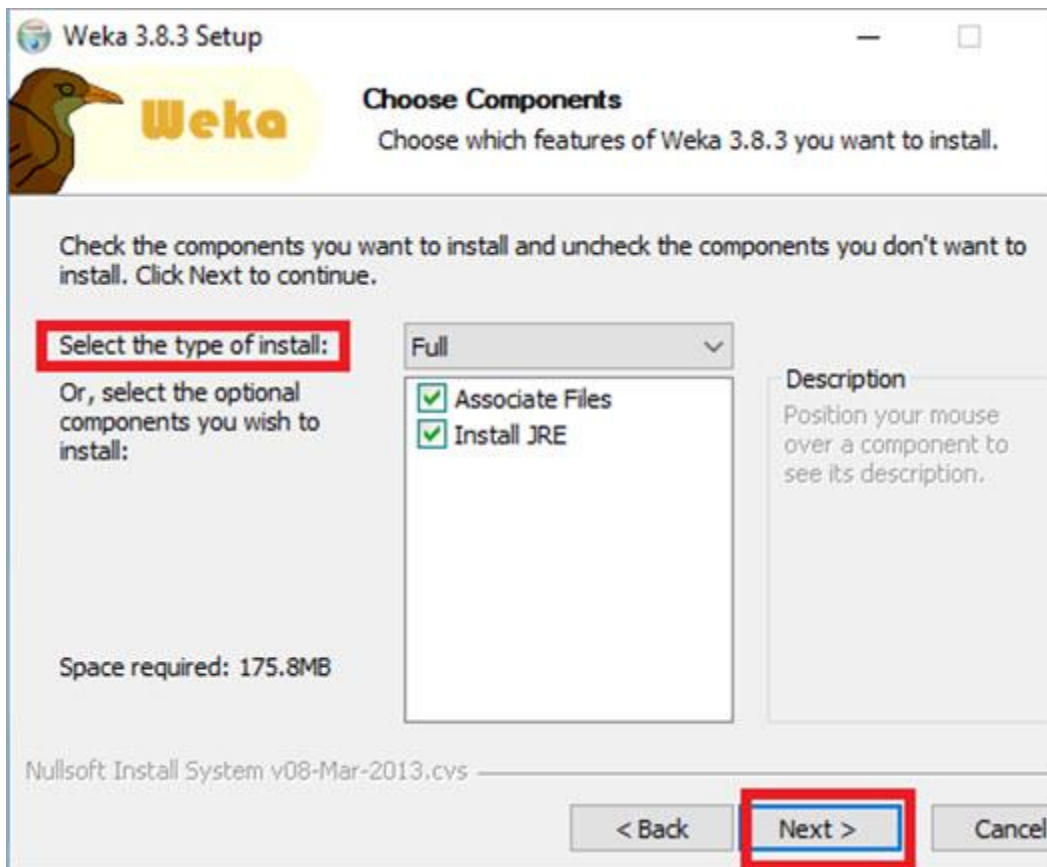 Weka 3.8.3 Setup
Weka
Choose Components
Choose which features of Weka 3.8.3 you want to install.
Check the components you want to install and uncheck the components you don't want to
install. Click Next to continue.
Select the type of install:
Full
Or, select the optional
components you wish to
install:
Associate Files
Install JRE
Description
Position your mouse
over a component to
see its description.
Space required: 175.8MB
Nullsoft Install System v08-Mar-2013.cvs
< Back
Next >
Cancel